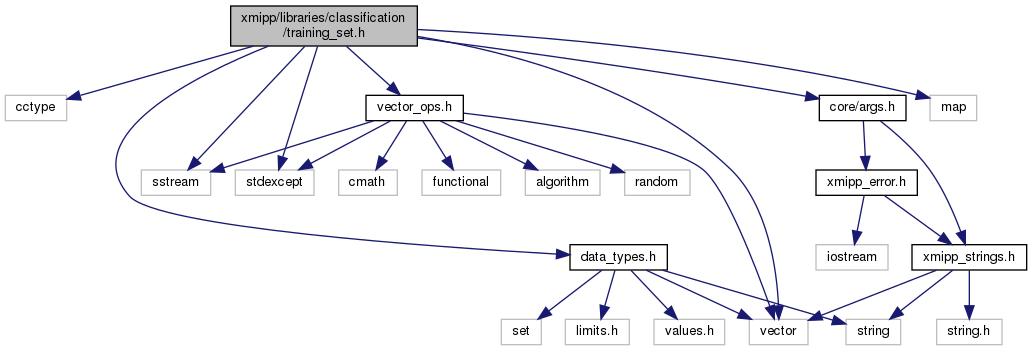 xmipp/libraries/classification
/training_set.h
cctype
vector_ops.h
core/args.h
map
sstream
stdexcept
cmath
functional
algorithm
random
xmipp_error.h
data_types.h
iostream
xmipp_strings.h
set
limits.h
values.h
vector
string
string.h